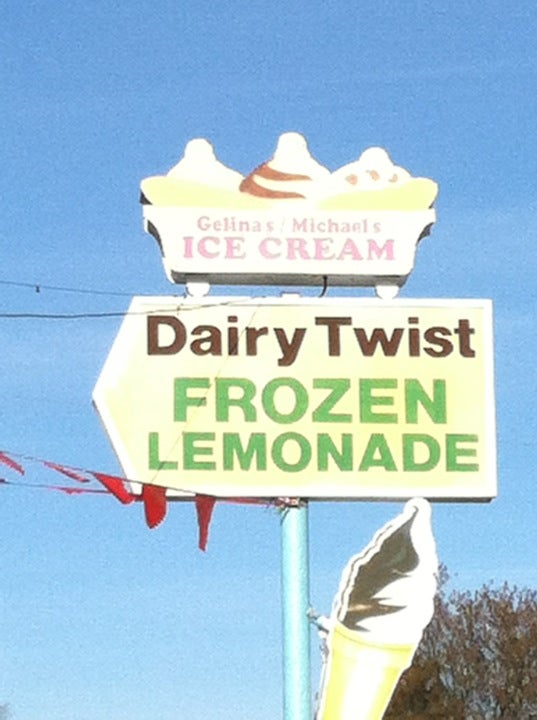 Gelinas/Michaels
ICE CREAM
Dairy Twist
FROZEN
LEMONADE